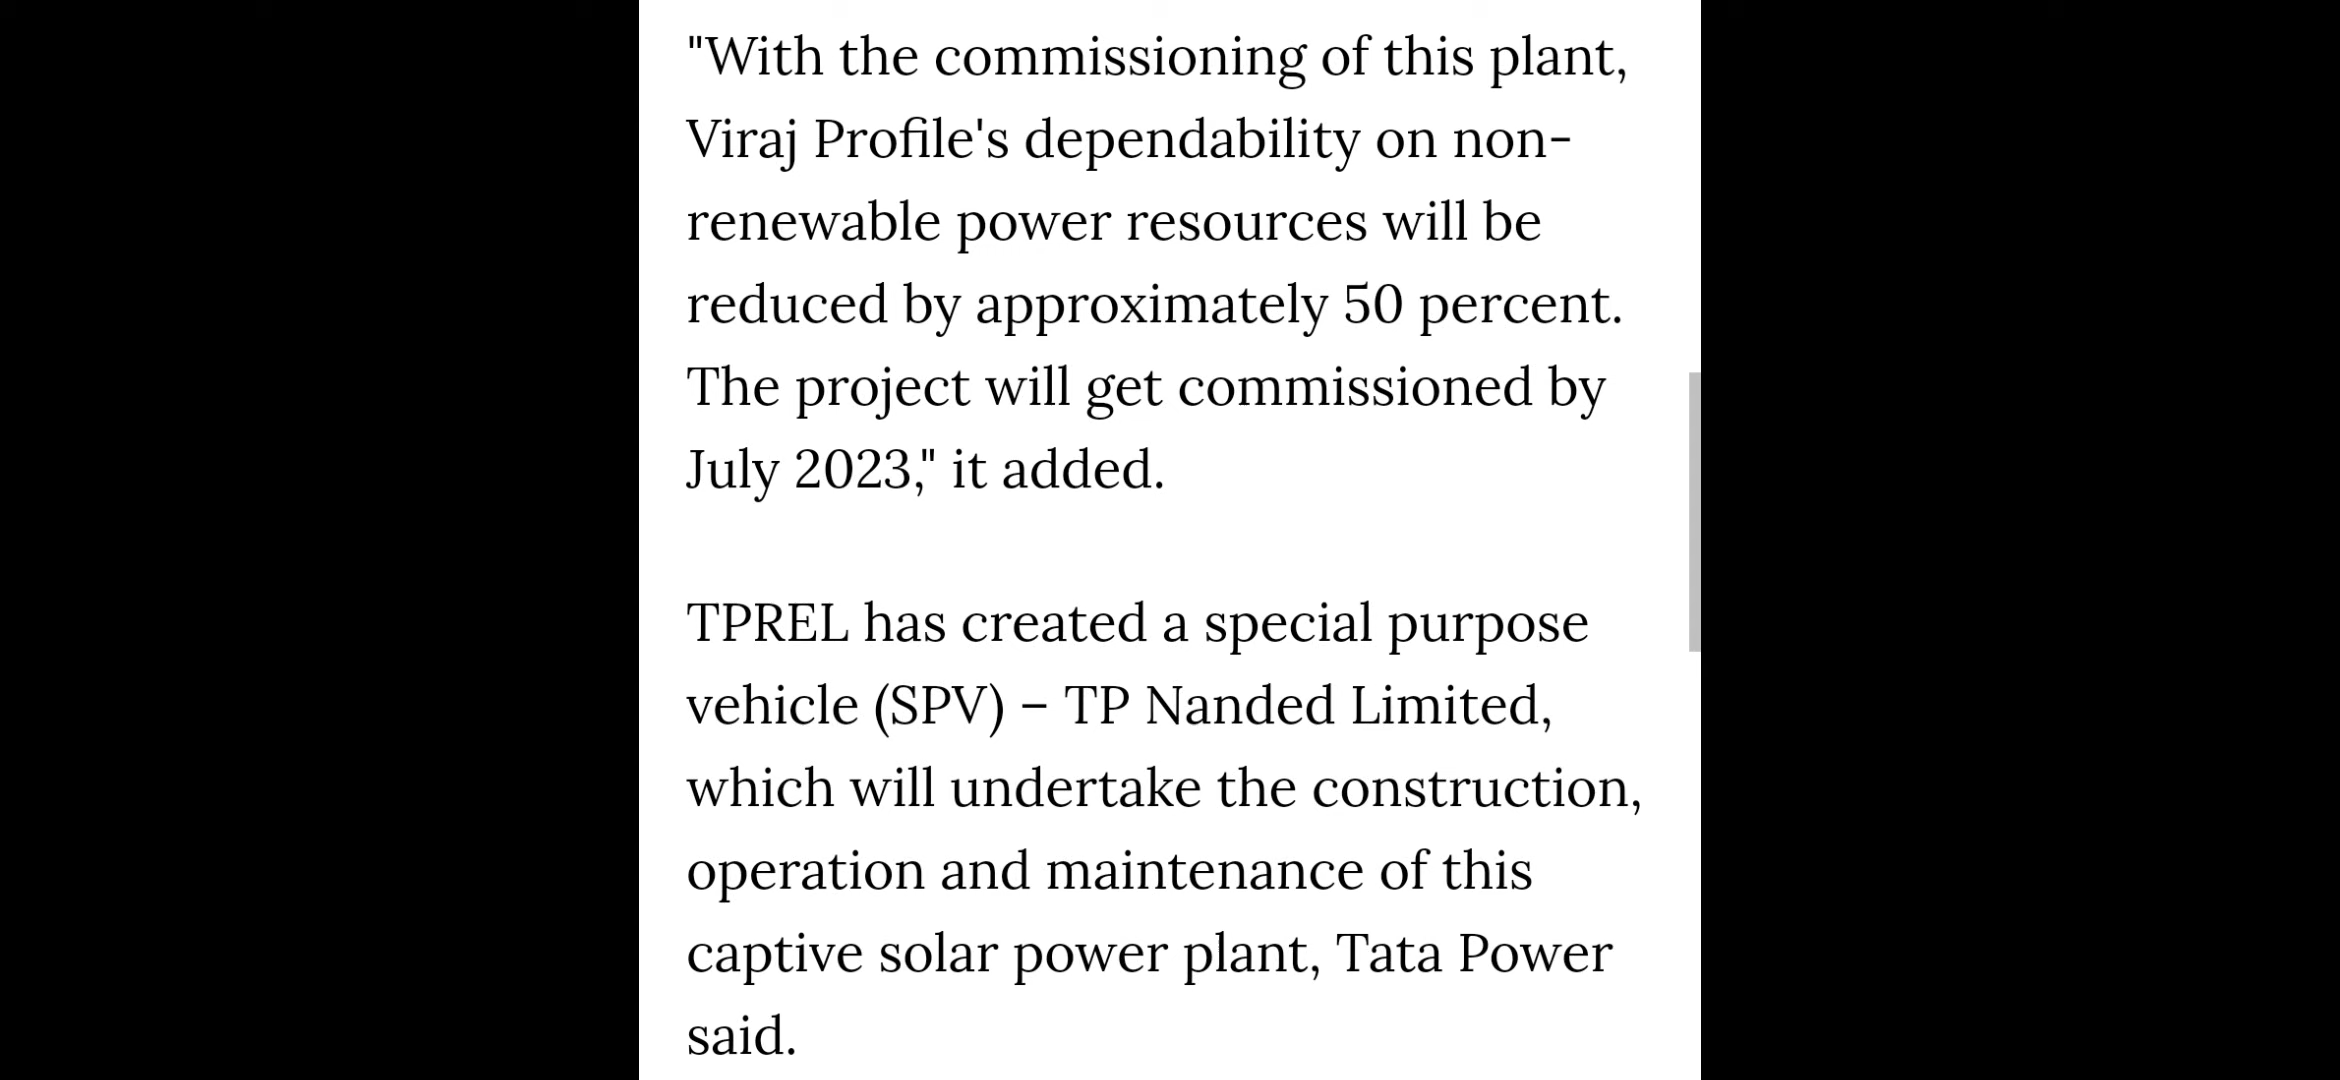 "With the commissioning of this plant,
Viraj Profile's dependability on non-
renewable power resources will be
reduced by approximately 50 percent.
The project will get commissioned by
July 2023," it added.
TPREL has created a special purpose
vehicle (SPV) – TP Nanded Limited,
which will undertake the construction,
operation and maintenance of this
captive solar power plant, Tata Power
said.